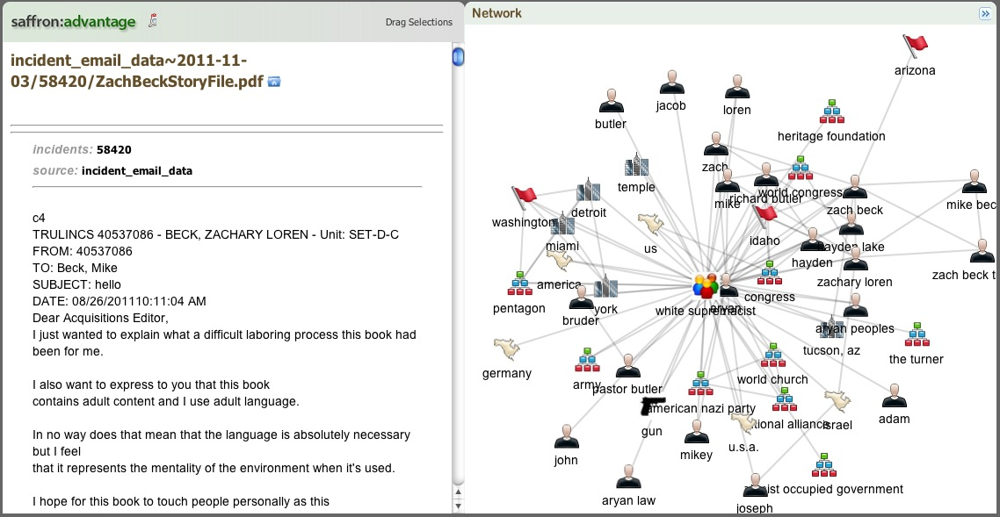 saffron:advantage
Drag Selections
incident_email_data~2011-11-
03/58420/ZachBeckStoryFile.pdf
incidents: 58420
source: incident_email_data
c4
TRULINCS 40537086 - BECK, ZACHARY LOREN - Unit: SET-D-C
FROM: 40537086
TO: Beck, Mike
SUBJECT: hello
DATE: 08/26/201110:11:04 AM
Dear Acquisitions Editor,
I just wanted to explain what a difficult laboring process this book had
been for me.
I also want to express to you that this book
contains adult content and I use adult language.
In no way does that mean that the language is absolutely necessary
but I feel
that it represents the mentality of the environment when it's used.
I hope for this book to touch people personally as this
Network
arizona
jacob
loren
butler
heritage foundation
zach
temple
world congress
mike
richard butler
zach beck
mike bec
detroit
washington
idaho
miami
us
hayden lake
hayden
zach beck t
america
zachary loren
congress
pentagon
york
white supremacist
bruder
aryan peoples
tucson, az
germany
the turner
army
pastor butler
world church
american nazi party
adam
gun
israel
mikey
u.s.a.
john
occupied government
aryan law
joseph